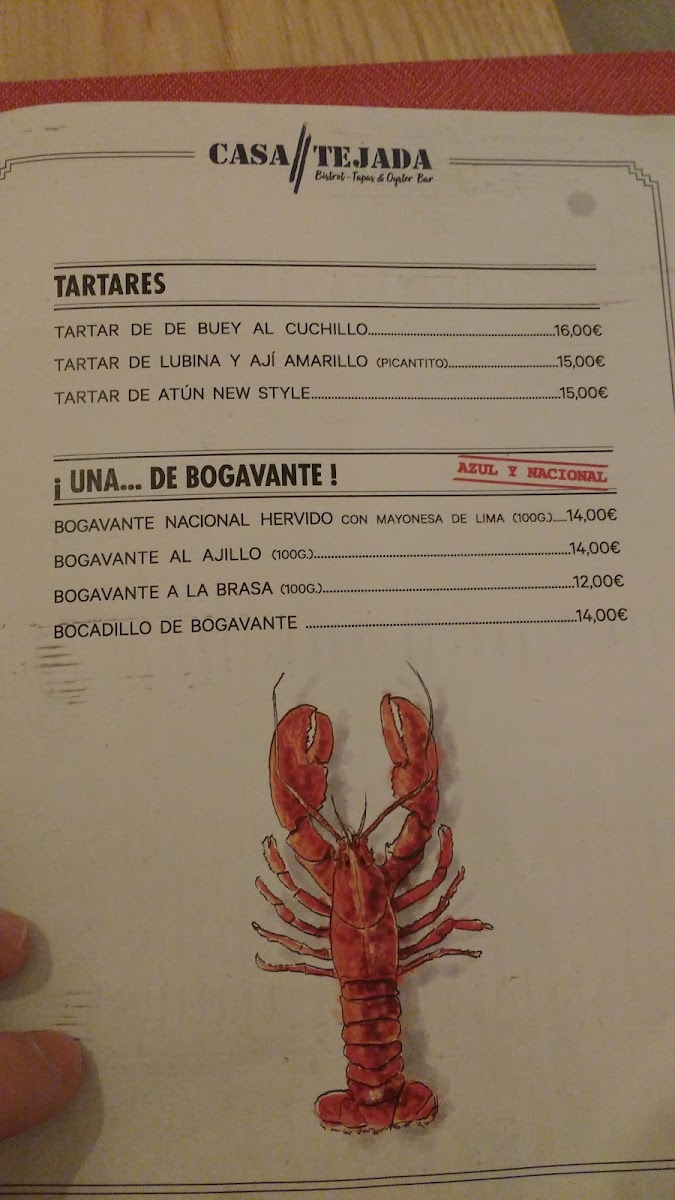 CASA//TEJADA
Bistrot - Tapas & Oyster Bar
TARTARES
TARTAR DE DE BUEY AL CUCHILLO..........16,00€
TARTAR DE LUBINA Y AJÍ AMARILLO (PICANTITO)..........15,00€
TARTAR DE ATÚN NEW STYLE..........15,00€
¡ UNA... DE BOGAVANTE ! AZUL Y NACIONAL
BOGAVANTE NACIONAL HERVIDO CON MAYONESA DE LIMA (100G.).....14,00€
BOGAVANTE AL AJILLO (100G.)..........14,00€
BOGAVANTE A LA BRASA (100G.)..........12,00€
BOCADILLO DE BOGAVANTE ..........14,00€